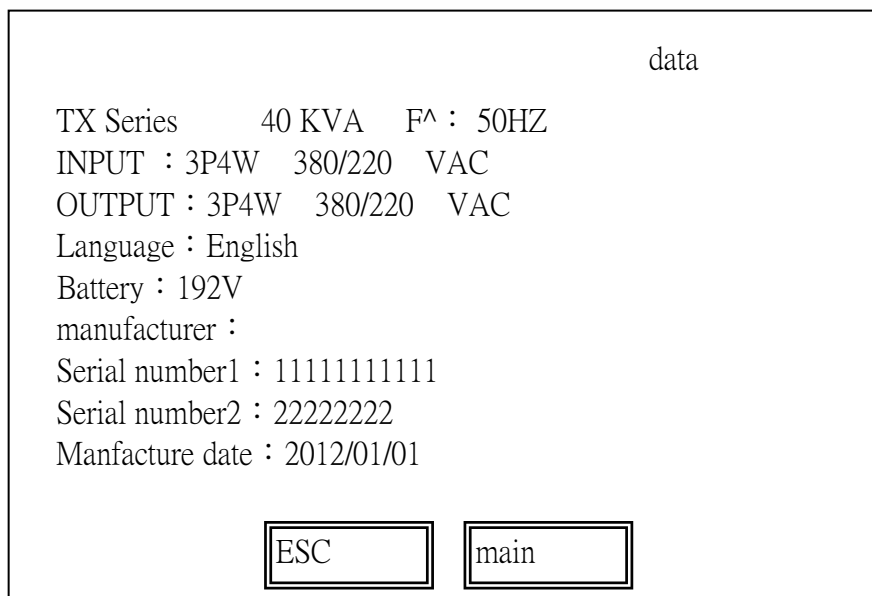 data
TX Series 40 KVA F^： 50HZ
INPUT ：3P4W 380/220 VAC
OUTPUT：3P4W 380/220 VAC
Language：English
Battery：192V
manufacturer：
Serial number1：11111111111
Serial number2：22222222
Manfacture date：2012/01/01
ESC main